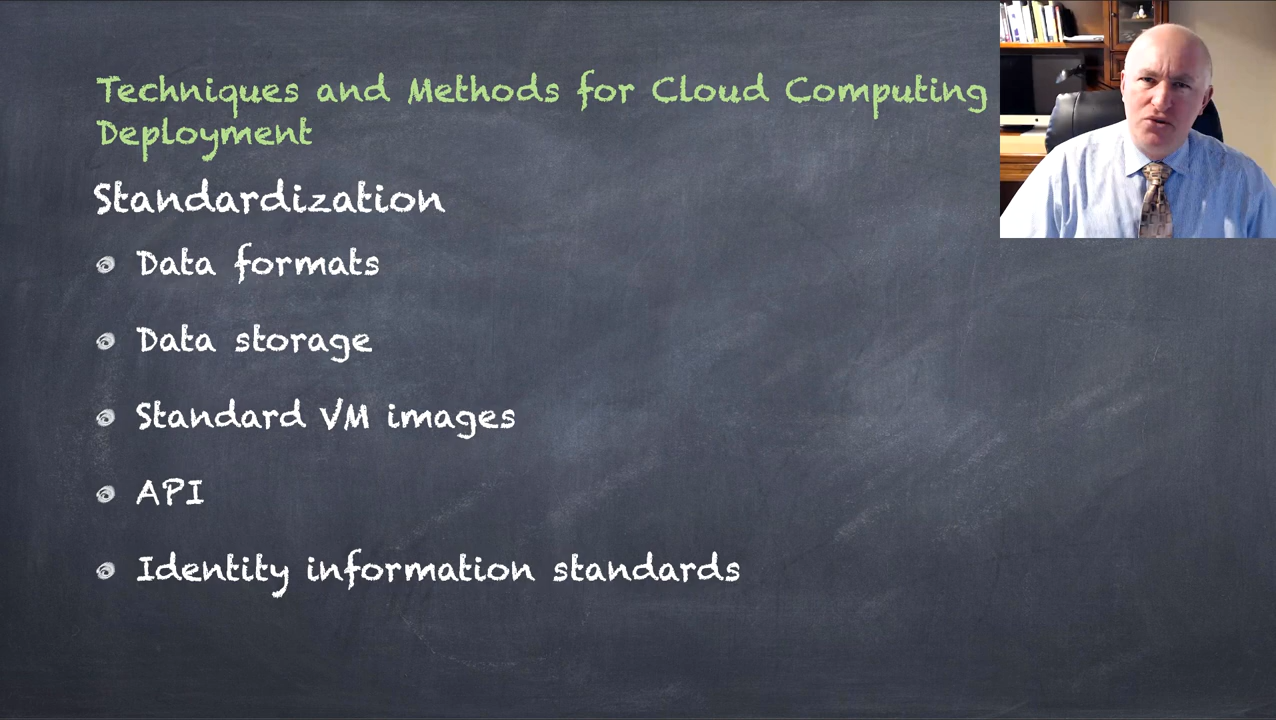 Techniques and Methods for Cloud Computing
Deployment
Standardization
Data formats
Data storage
Standard VM images
API
Identity information standards